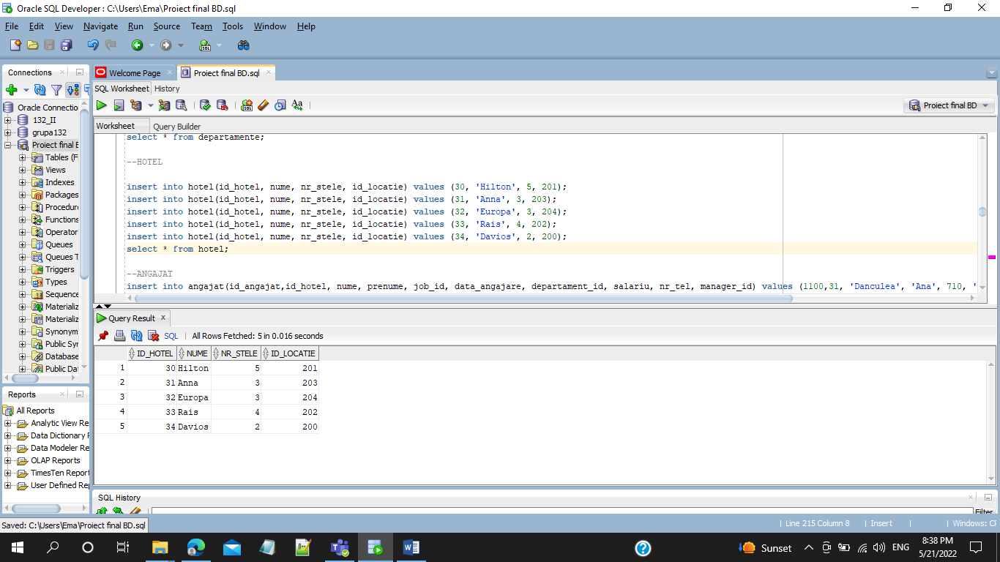 Oracle SQL Developer : C:\Users\Ema\Proiect final BD.sql
File Edit View Navigate Run Source Team Tools Window Help
Connections
Welcome Page
Proiect final BD.sql
SQL Worksheet History
Proiect final BD
Worksheet Query Builder
Oracle Connectio
132_II
grupa132
Proiect final B
Tables (F
Views
Indexes
Packages
Procedur
Functions
Operator
Queues
Queues T
Triggers
Types
Sequence
Materializ
Materializ
Synonym
Public Syn
Database
Public Dat
select * from departamente;
--HOTEL
insert into hotel(id_hotel, nume, nr_stele, id_locatie) values (30, 'Hilton', 5, 201);
insert into hotel(id_hotel, nume, nr_stele, id_locatie) values (31, 'Anna', 3, 203);
insert into hotel(id_hotel, nume, nr_stele, id_locatie) values (32, 'Europa', 3, 204);
insert into hotel(id_hotel, nume, nr_stele, id_locatie) values (33, 'Rais', 4, 202);
insert into hotel(id_hotel, nume, nr_stele, id_locatie) values (34, 'Davios', 2, 200);
select * from hotel;
--ANGAJAT
insert into angajat(id_angajat,id_hotel, nume, prenume, job_id, data_angajare, departament_id, salariu, nr_tel, manager_id) values (1100,31, 'Danculea', 'Ana', 710, '
Query Result
SQL | All Rows Fetched: 5 in 0.016 seconds
ID_HOTEL NUME NR_STELE ID_LOCATIE
1 30 Hilton 5 201
2 31 Anna 3 203
3 32 Europa 3 204
4 33 Rais 4 202
5 34 Davios 2 200
Reports
All Reports
Analytic View Re
Data Dictionary R
Data Modeler Re
OLAP Reports
TimesTen Report
User Defined Rep
SQL History
Filter
Saved: C:\Users\Ema\Proiect final BD.sql
| Line 215 Column 8 | Insert | | Windows: CR
Sunset
ENG
8:38 PM
5/21/2022